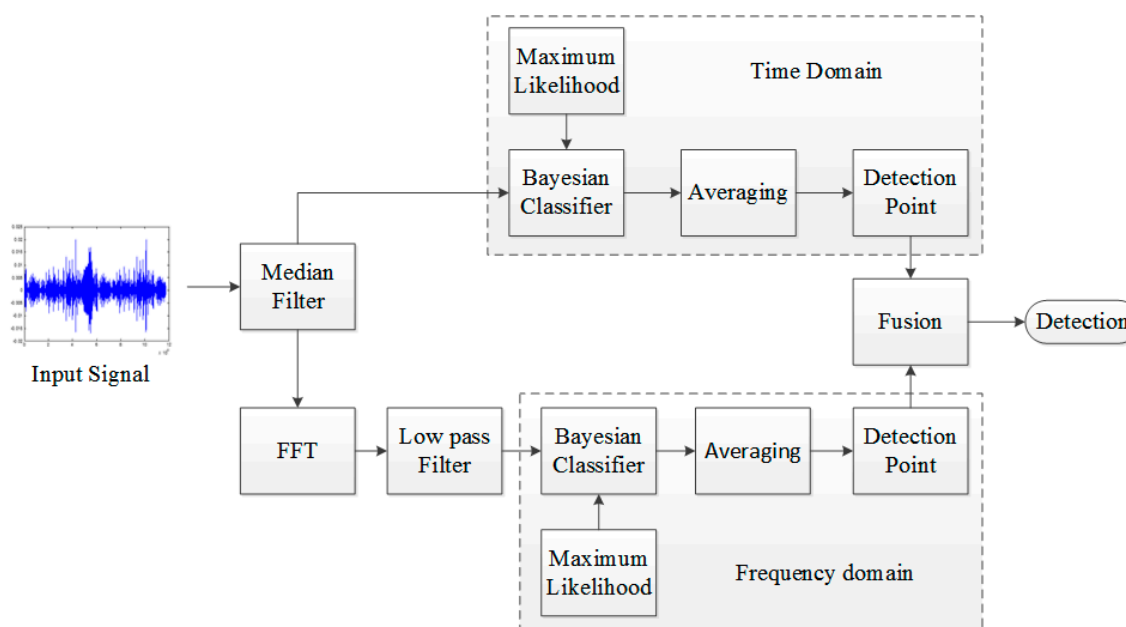 Maximum
Likelihood
Time Domain
Bayesian
Classifier
Averaging
Detection
Point
Input Signal
Median
Filter
Fusion
Detection
FFT
Low pass
Filter
Bayesian
Classifier
Averaging
Detection
Point
Maximum
Likelihood
Frequency domain